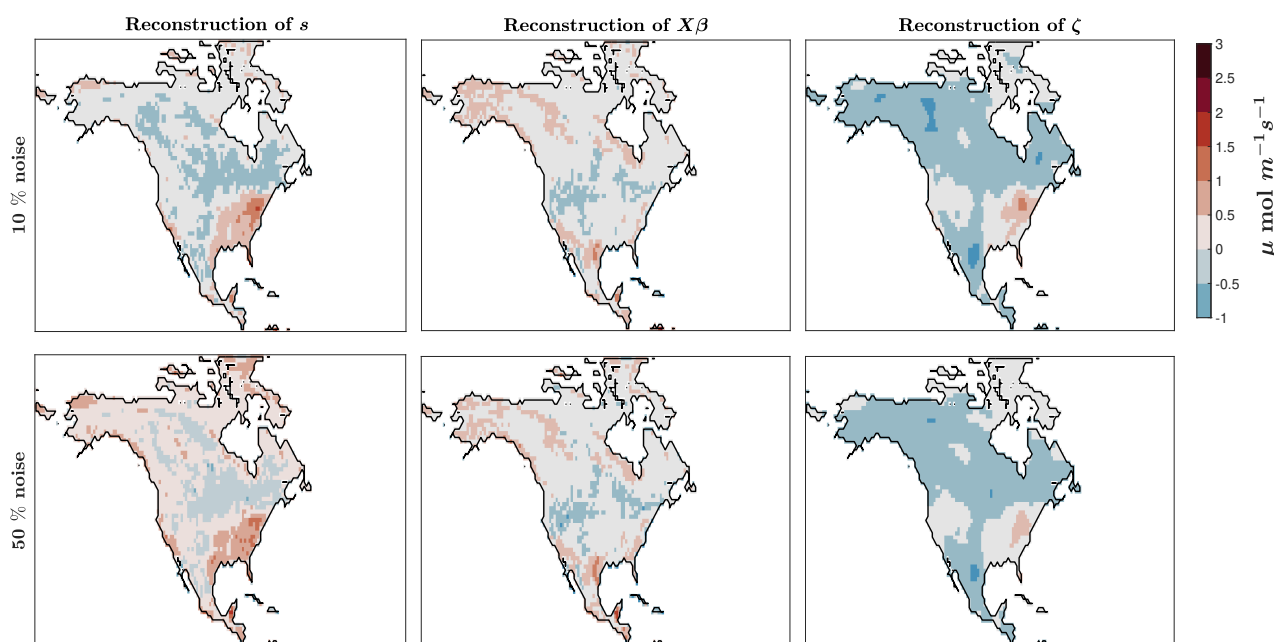 Reconstruction of s
Reconstruction of Xβ
Reconstruction of ζ
10 % noise
50 % noise
3
2.5
2
1.5
1
0.5
0
-0.5
-1
μ mol m⁻¹s⁻¹